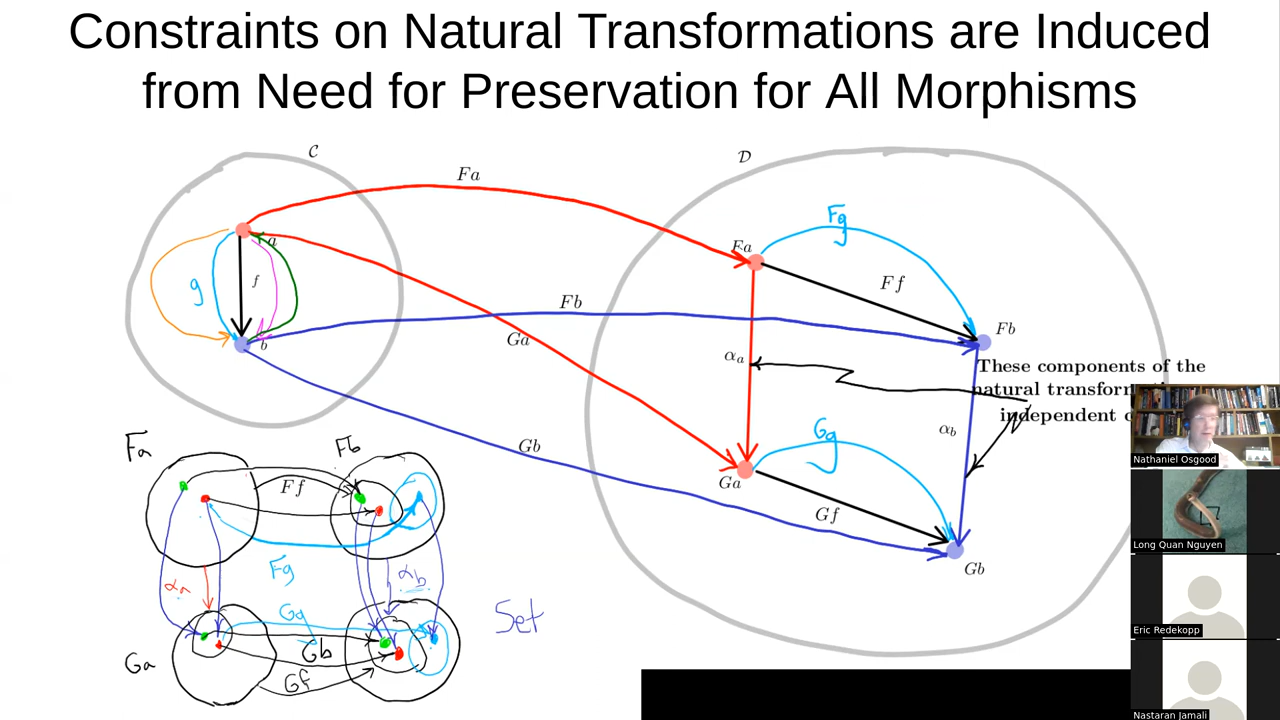 Constraints on Natural Transformations are Induced
from Need for Preservation for All Morphisms
C
D
Fa
Fg
Fa
a
Ff
g
f
Fb
Fb
Ga
b
αa
These components of the
natural
independent
Gg
αb
Fa
Fb
Gb
Ga
Ff
Gf
Gb
Fg
αa
αb
Gg
Set
Gb
Ga
Gf
Nathaniel Osgood
Long Quan Nguyen
Eric Redekopp
Nastaran Jamali